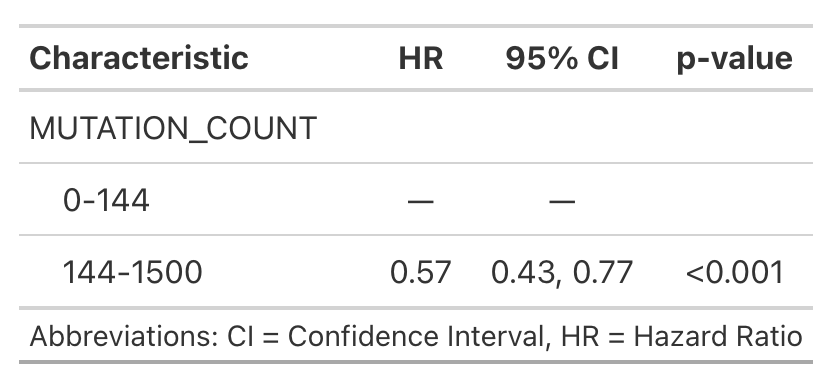 Characteristic HR 95% CI p-value
MUTATION_COUNT
0-144 — —
144-1500 0.57 0.43, 0.77 <0.001
Abbreviations: CI = Confidence Interval, HR = Hazard Ratio